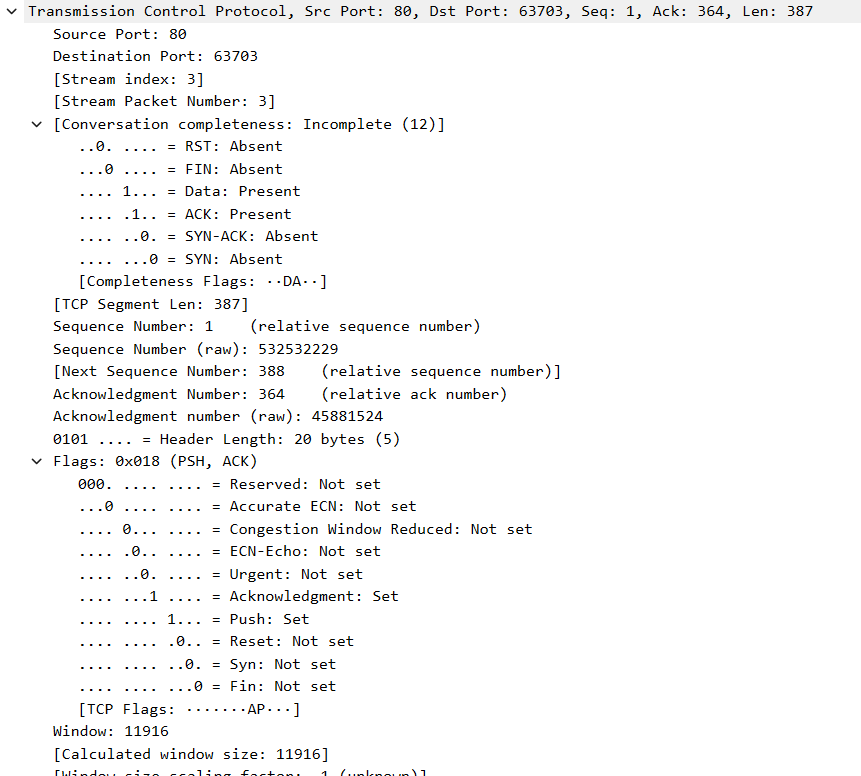 Transmission Control Protocol, Src Port: 80, Dst Port: 63703, Seq: 1, Ack: 364, Len: 387
Source Port: 80
Destination Port: 63703
[Stream index: 3]
[Stream Packet Number: 3]
[Conversation completeness: Incomplete (12)]
..0. .... = RST: Absent
...0 .... = FIN: Absent
.... 1... = Data: Present
.... .1.. = ACK: Present
.... ..0. = SYN-ACK: Absent
.... ...0 = SYN: Absent
[Completeness Flags: ··DA··]
[TCP Segment Len: 387]
Sequence Number: 1    (relative sequence number)
Sequence Number (raw): 532532229
[Next Sequence Number: 388    (relative sequence number)]
Acknowledgment Number: 364    (relative ack number)
Acknowledgment number (raw): 45881524
0101 .... = Header Length: 20 bytes (5)
Flags: 0x018 (PSH, ACK)
000. .... .... = Reserved: Not set
...0 .... .... = Accurate ECN: Not set
.... 0... .... = Congestion Window Reduced: Not set
.... .0.. .... = ECN-Echo: Not set
.... ..0. .... = Urgent: Not set
.... ...1 .... = Acknowledgment: Set
.... .... 1... = Push: Set
.... .... .0.. = Reset: Not set
.... .... ..0. = Syn: Not set
.... .... ...0 = Fin: Not set
[TCP Flags: ·······AP···]
Window: 11916
[Calculated window size: 11916]
[Window size scaling factor: -1 (unknown)]